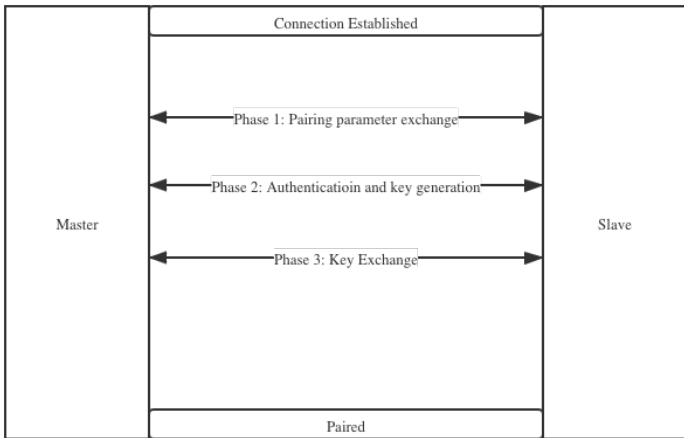 Connection Established
Phase 1: Pairing parameter exchange
Phase 2: Authenticatioin and key generation
Master
Slave
Phase 3: Key Exchange
Paired